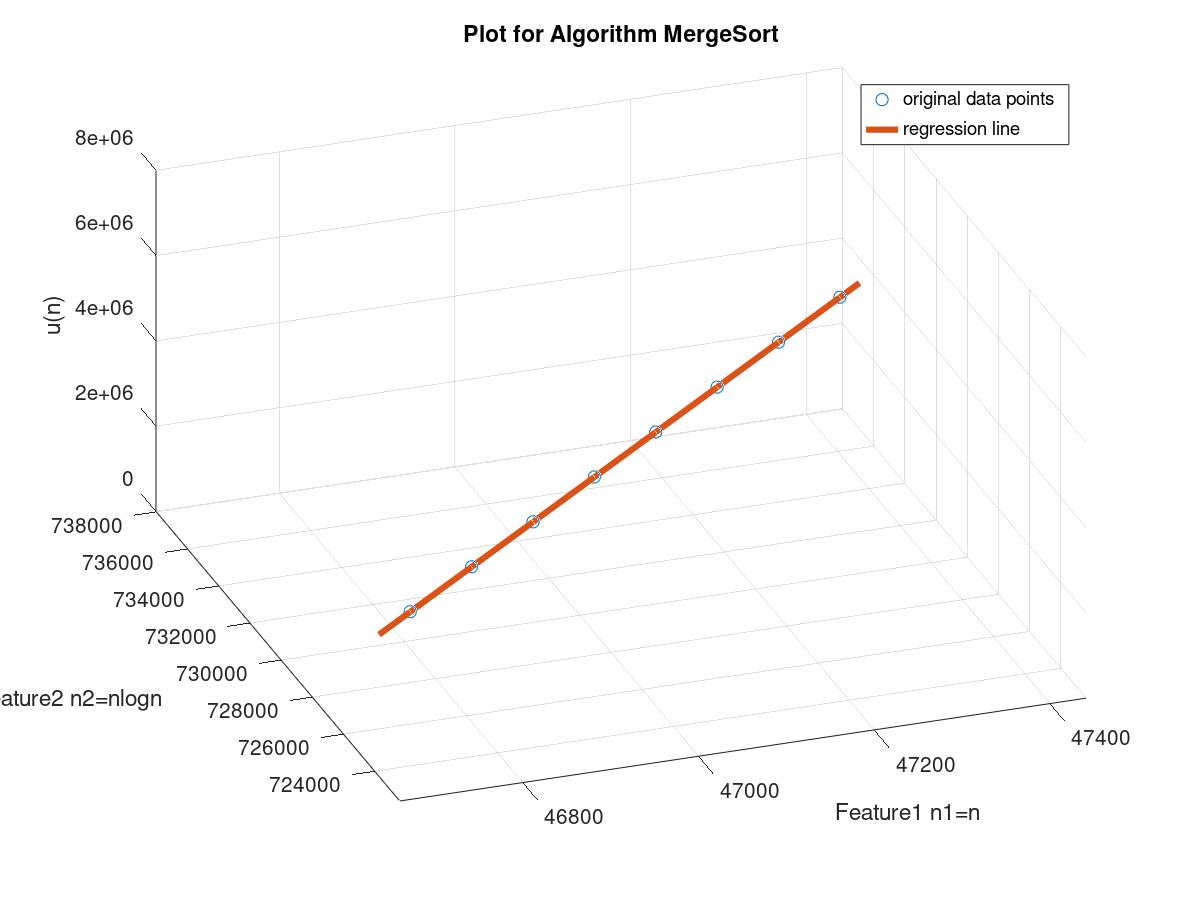 Plot for Algorithm MergeSort
original data points
regression line
8e+06
6e+06
4e+06
2e+06
0
u(n)
738000
736000
734000
732000
730000
728000
726000
724000
eature2 n2=nlogn
46800
47000
47200
47400
Feature1 n1=n